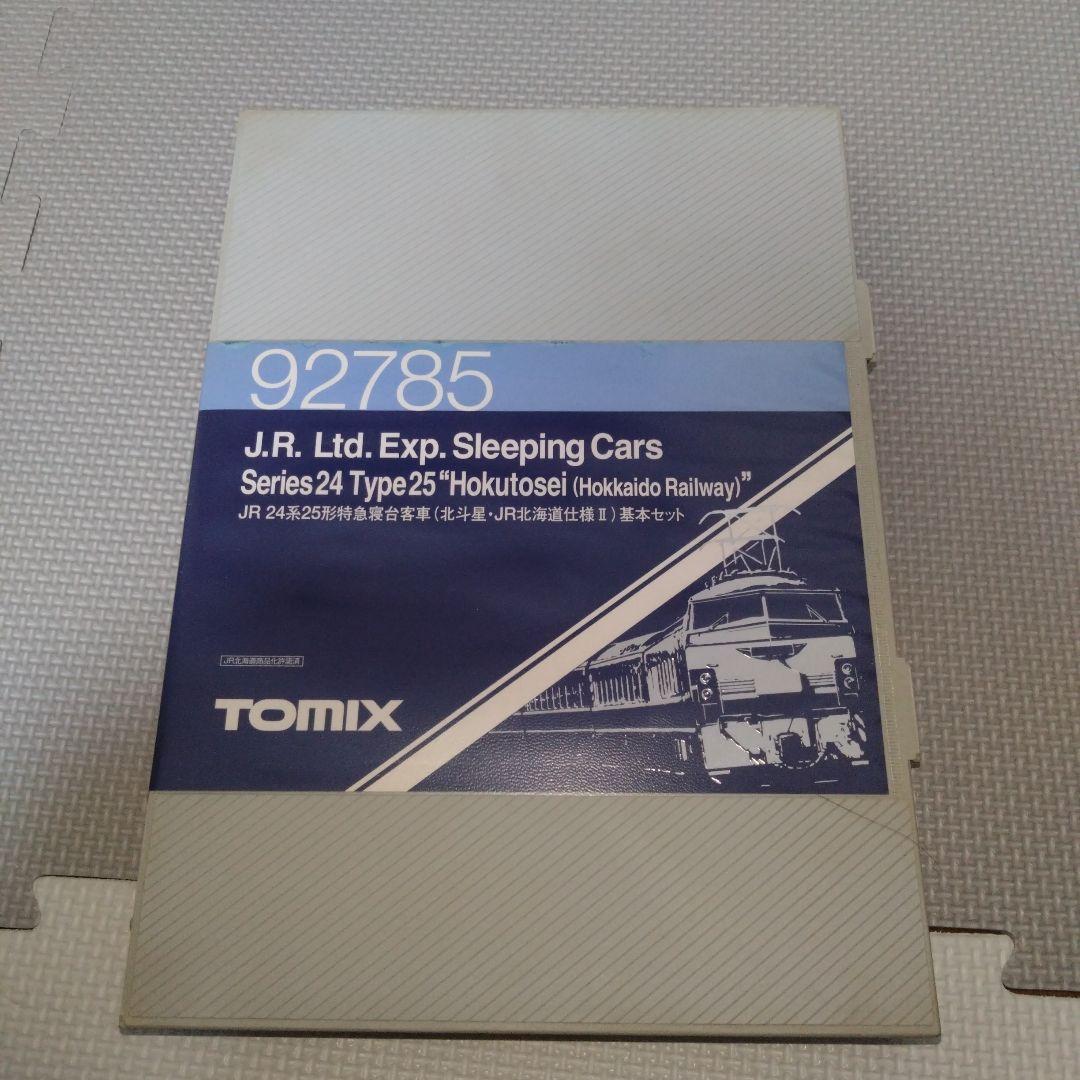 92785
J.R. Ltd. Exp. Sleeping Cars
Series 24 Type 25 “Hokutosei (Hokkaido Railway)”
JR 24系25形特急寝台客車(北斗星・JR北海道仕様Ⅱ)基本セット
JR北海道商品化許諾済
TOMIX